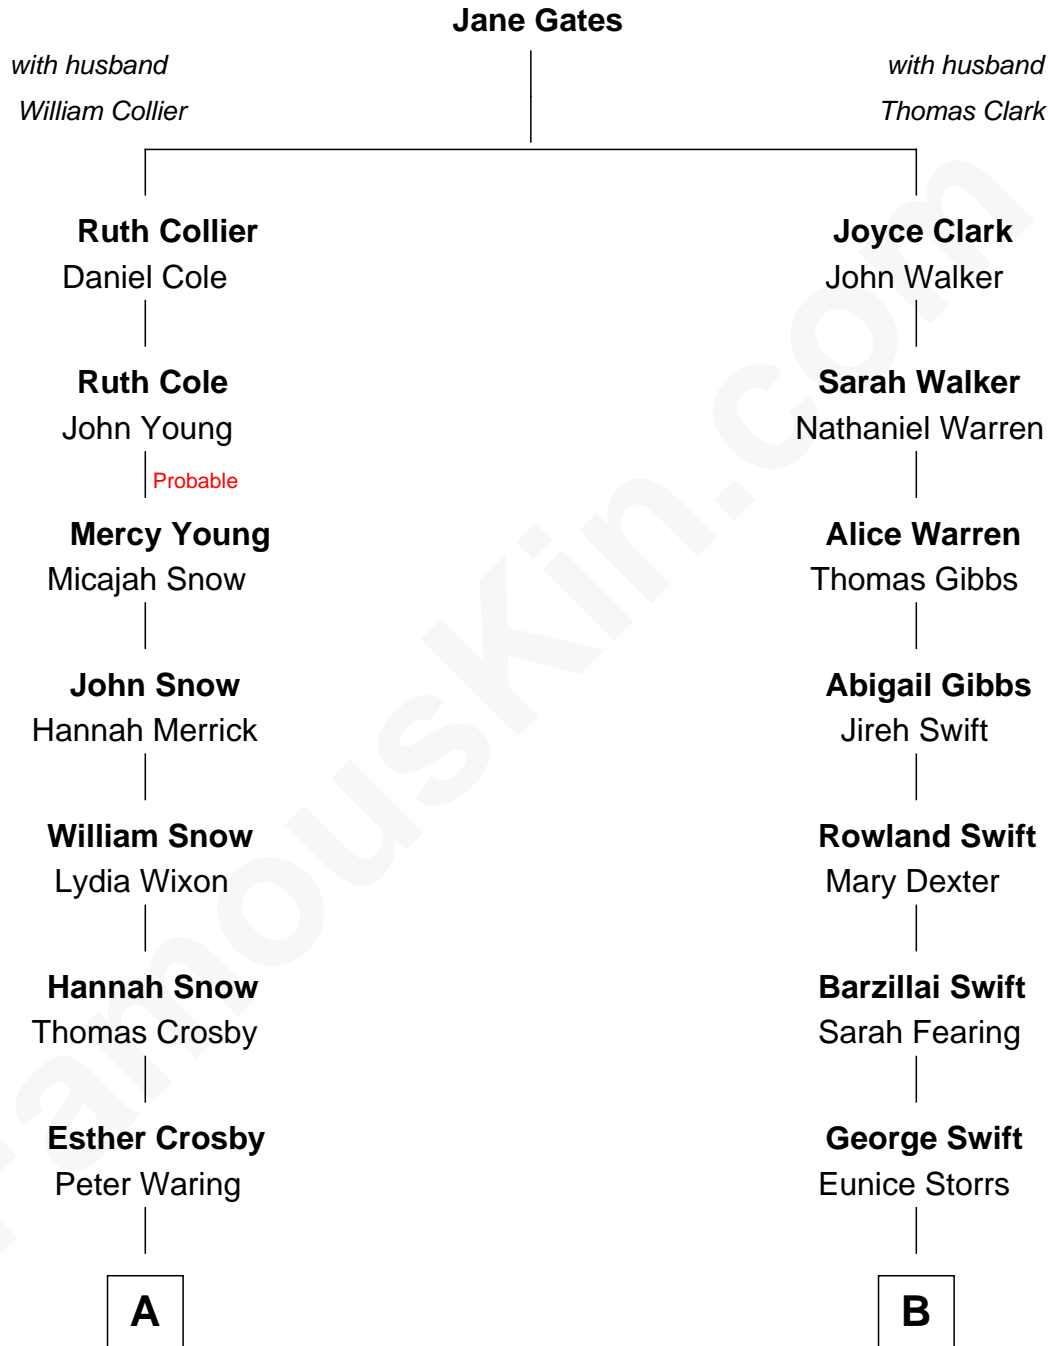 Jane Gates
with husband
William Collier
with husband
Thomas Clark
Ruth Collier
Daniel Cole
Joyce Clark
John Walker
Ruth Cole
John Young
Sarah Walker
Nathaniel Warren
Probable
Mercy Young
Micajah Snow
Alice Warren
Thomas Gibbs
John Snow
Hannah Merrick
Abigail Gibbs
Jireh Swift
William Snow
Lydia Wixon
Rowland Swift
Mary Dexter
Hannah Snow
Thomas Crosby
Barzillai Swift
Sarah Fearing
Esther Crosby
Peter Waring
George Swift
Eunice Storrs
A
B
FamousKin.com